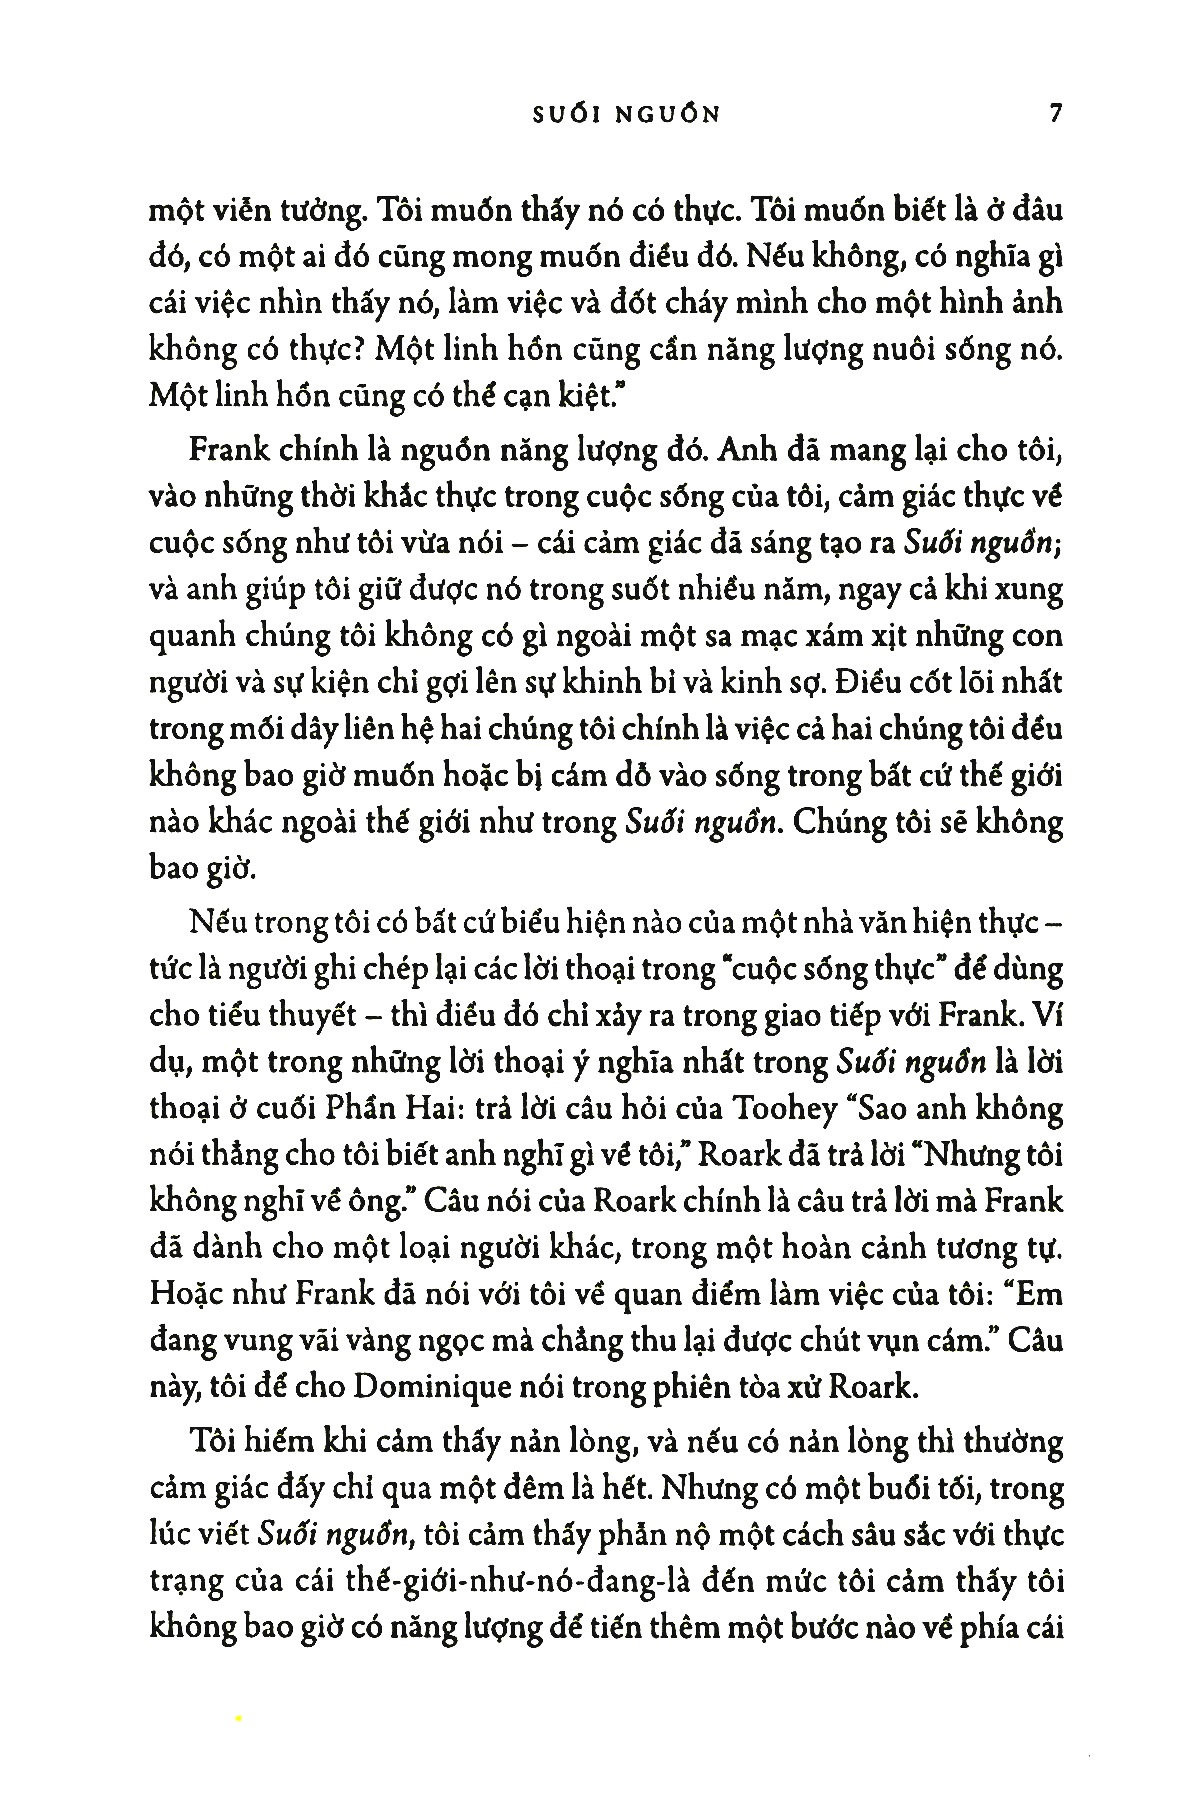 SUỐI NGUỒN 7
một viễn tưởng. Tôi muốn thấy nó có thực. Tôi muốn biết là ở đâu
đó, có một ai đó cũng mong muốn điều đó. Nếu không, có nghĩa gì
cái việc nhìn thấy nó, làm việc và đốt cháy mình cho một hình ảnh
không có thực? Một linh hồn cũng cần năng lượng nuôi sống nó.
Một linh hồn cũng có thể cạn kiệt.”
Frank chính là nguồn năng lượng đó. Anh đã mang lại cho tôi,
vào những thời khắc thực trong cuộc sống của tôi, cảm giác thực về
cuộc sống như tôi vừa nói – cái cảm giác đã sáng tạo ra Suối nguồn;
và anh giúp tôi giữ được nó trong suốt nhiều năm, ngay cả khi xung
quanh chúng tôi không có gì ngoài một sa mạc xám xịt những con
người và sự kiện chỉ gợi lên sự khinh bỉ và kinh sợ. Điều cốt lõi nhất
trong mối dây liên hệ hai chúng tôi chính là việc cả hai chúng tôi đều
không bao giờ muốn hoặc bị cám dỗ vào sống trong bất cứ thế giới
nào khác ngoài thế giới như trong Suối nguồn. Chúng tôi sẽ không
bao giờ.
Nếu trong tôi có bất cứ biểu hiện nào của một nhà văn hiện thực –
tức là người ghi chép lại các lời thoại trong “cuộc sống thực” để dùng
cho tiểu thuyết – thì điều đó chỉ xảy ra trong giao tiếp với Frank. Ví
dụ, một trong những lời thoại ý nghĩa nhất trong Suối nguồn là lời
thoại ở cuối Phần Hai: trả lời câu hỏi của Toohey “Sao anh không
nói thẳng cho tôi biết anh nghĩ gì về tôi,” Roark đã trả lời “Nhưng tôi
không nghĩ về ông.” Câu nói của Roark chính là câu trả lời mà Frank
đã dành cho một loại người khác, trong một hoàn cảnh tương tự.
Hoặc như Frank đã nói với tôi về quan điểm làm việc của tôi: “Em
đang vung vãi vàng ngọc mà chẳng thu lại được chút vụn cám.” Câu
này, tôi để cho Dominique nói trong phiên tòa xử Roark.
Tôi hiếm khi cảm thấy nản lòng, và nếu có nản lòng thì thường
cảm giác đấy chỉ qua một đêm là hết. Nhưng có một buổi tối, trong
lúc viết Suối nguồn, tôi cảm thấy phẫn nộ một cách sâu sắc với thực
trạng của cái thế-giới-như-nó-đang-là đến mức tôi cảm thấy tôi
không bao giờ có năng lượng để tiến thêm một bước nào về phía cái